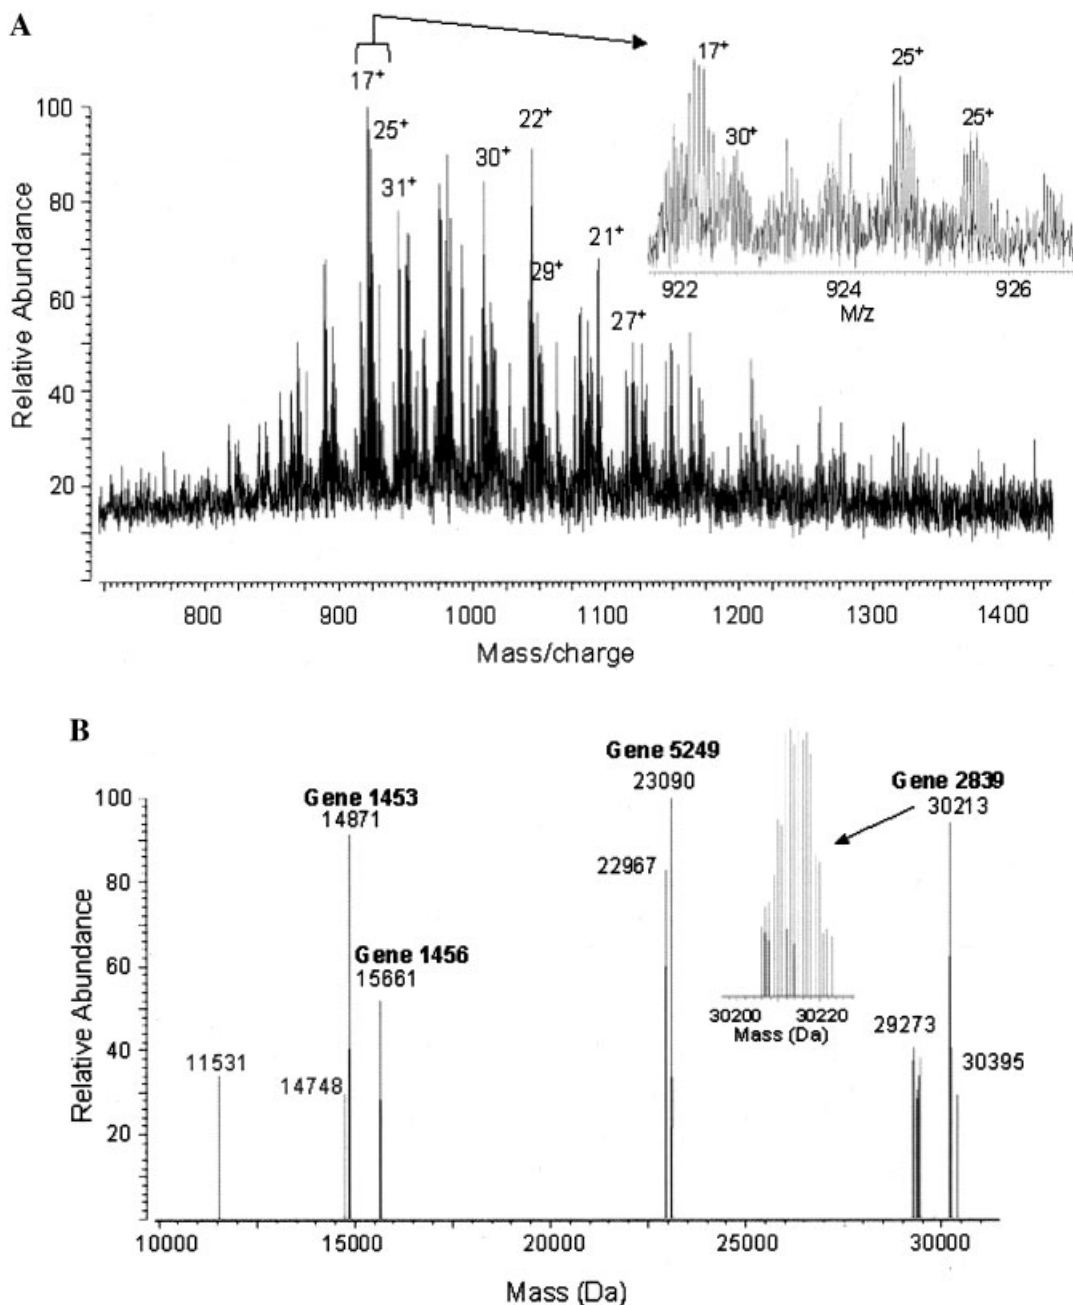 A
17⁺
25⁺
31⁺
30⁺
22⁺
29⁺
21⁺
27⁺
17⁺
30⁺
25⁺
25⁺
922 924 926
M/z
100
80
60
40
20
Relative Abundance
800 900 1000 1100 1200 1300 1400
Mass/charge
B
Gene 1453
14871
Gene 5249
23090
Gene 2839
30213
22967
Gene 1456
15661
11531
14748
29273
30395
30200 30220
Mass (Da)
100
80
60
40
20
Relative Abundance
10000 15000 20000 25000 30000
Mass (Da)